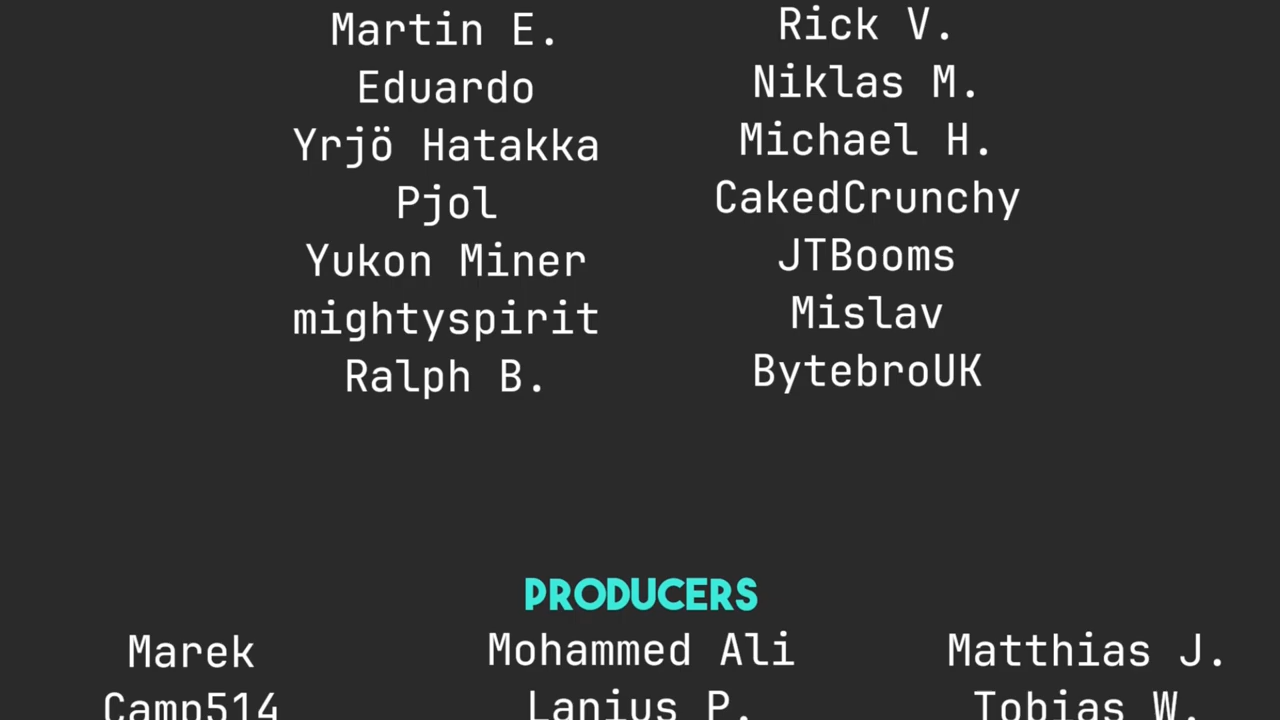 Martin E.
Eduardo
Yrjö Hatakka
Pjol
Yukon Miner
mightyspirit
Ralph B.
Rick V.
Niklas M.
Michael H.
CakedCrunchy
JTBooms
Mislav
BytebroUK
PRODUCERS
Marek
Camp514
Mohammed Ali
Lanius P.
Matthias J.
Tobias W.